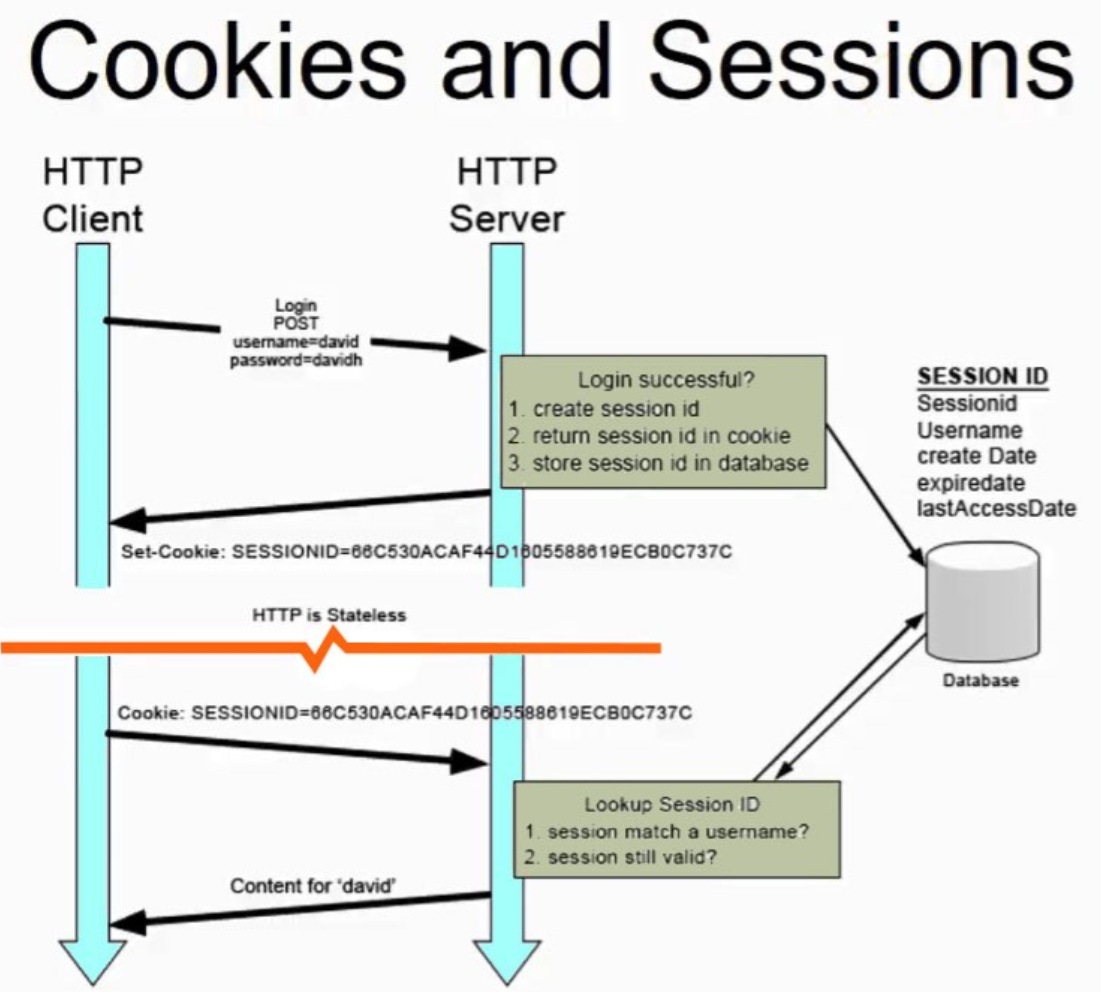 Cookies and Sessions
HTTP
Client
HTTP
Server
Login
POST
username=david
password=davidh
Login successful?
1. create session id
2. return session id in cookie
3. store session id in database
SESSION ID
Sessionid
Username
create Date
expiredate
lastAccessDate
Set-Cookie: SESSIONID=66C530ACAF44D1605588619ECB0C737C
HTTP is Stateless
Database
Cookie: SESSIONID=66C530ACAF44D1605588619ECB0C737C
Lookup Session ID
1. session match a username?
2. session still valid?
Content for 'david'